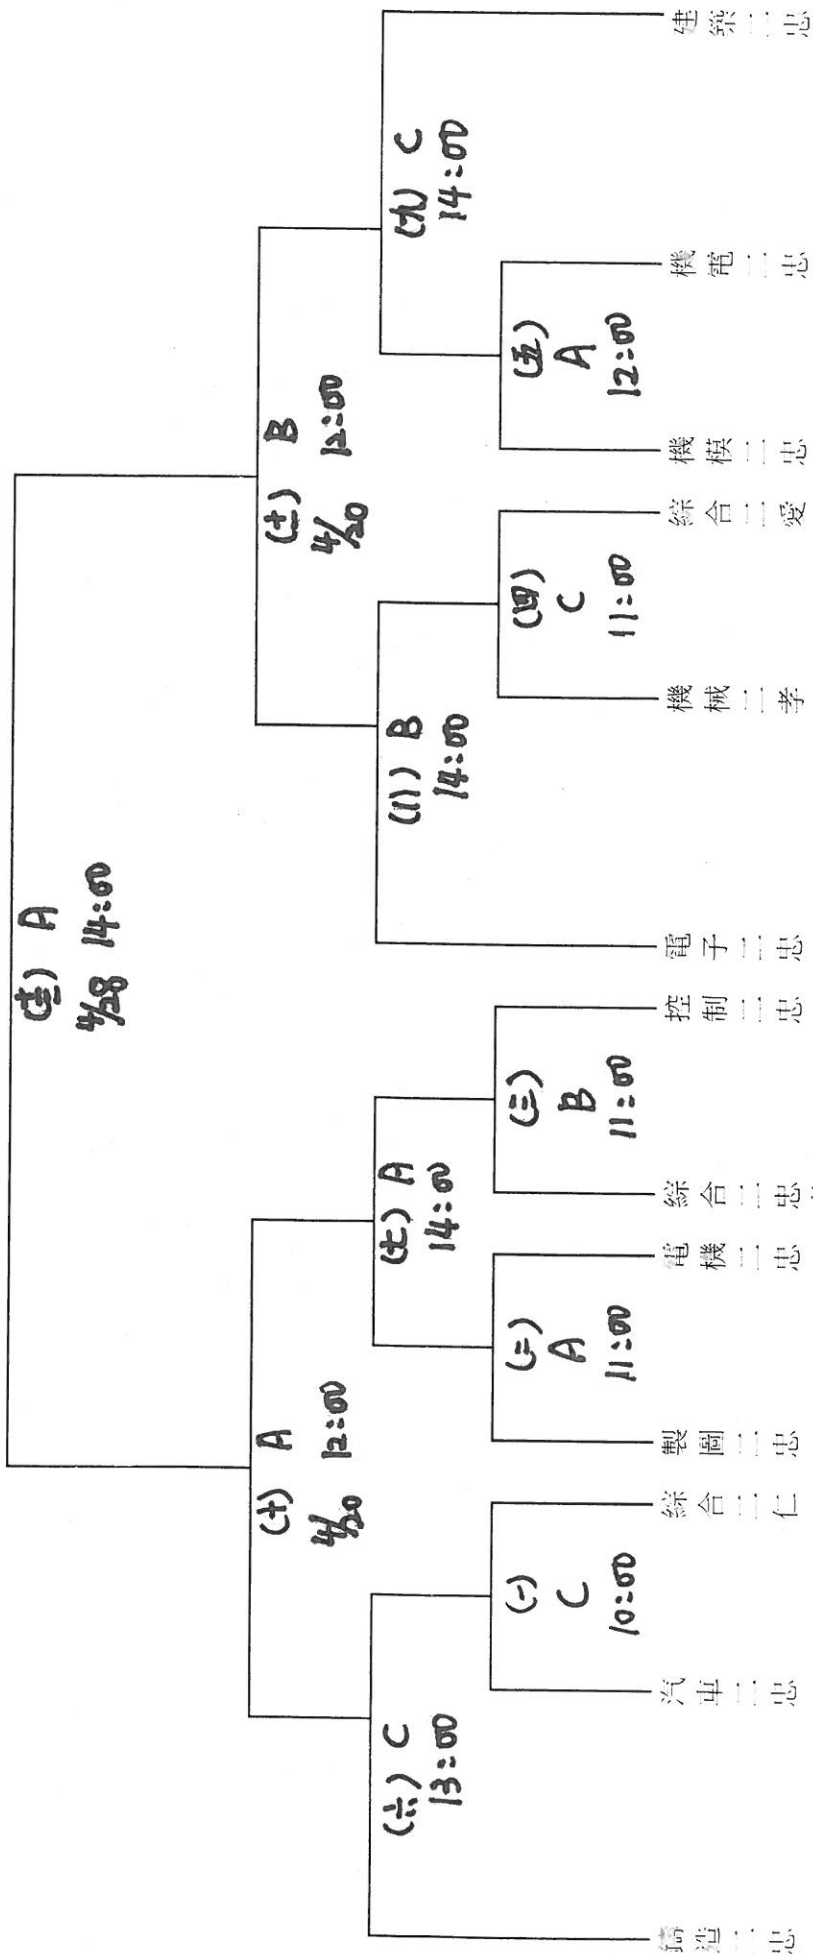 (十二) A
4/28 14:00
(十) A
4/20 12:00
(十一) B
4/20 12:00
(六) C
13:00
(七) A
14:00
(八) B
14:00
(九) C
14:00
(一)
C
10:00
(二)
A
11:00
(三)
B
11:00
(四)
C
11:00
(五)
A
12:00
鑄造二忠
汽車二忠
綜合二仁
製圖二忠
電機二忠
綜合二忠
控制二忠
電子二忠
機械二孝
綜合二愛
機模二忠
機電二忠
建築二忠